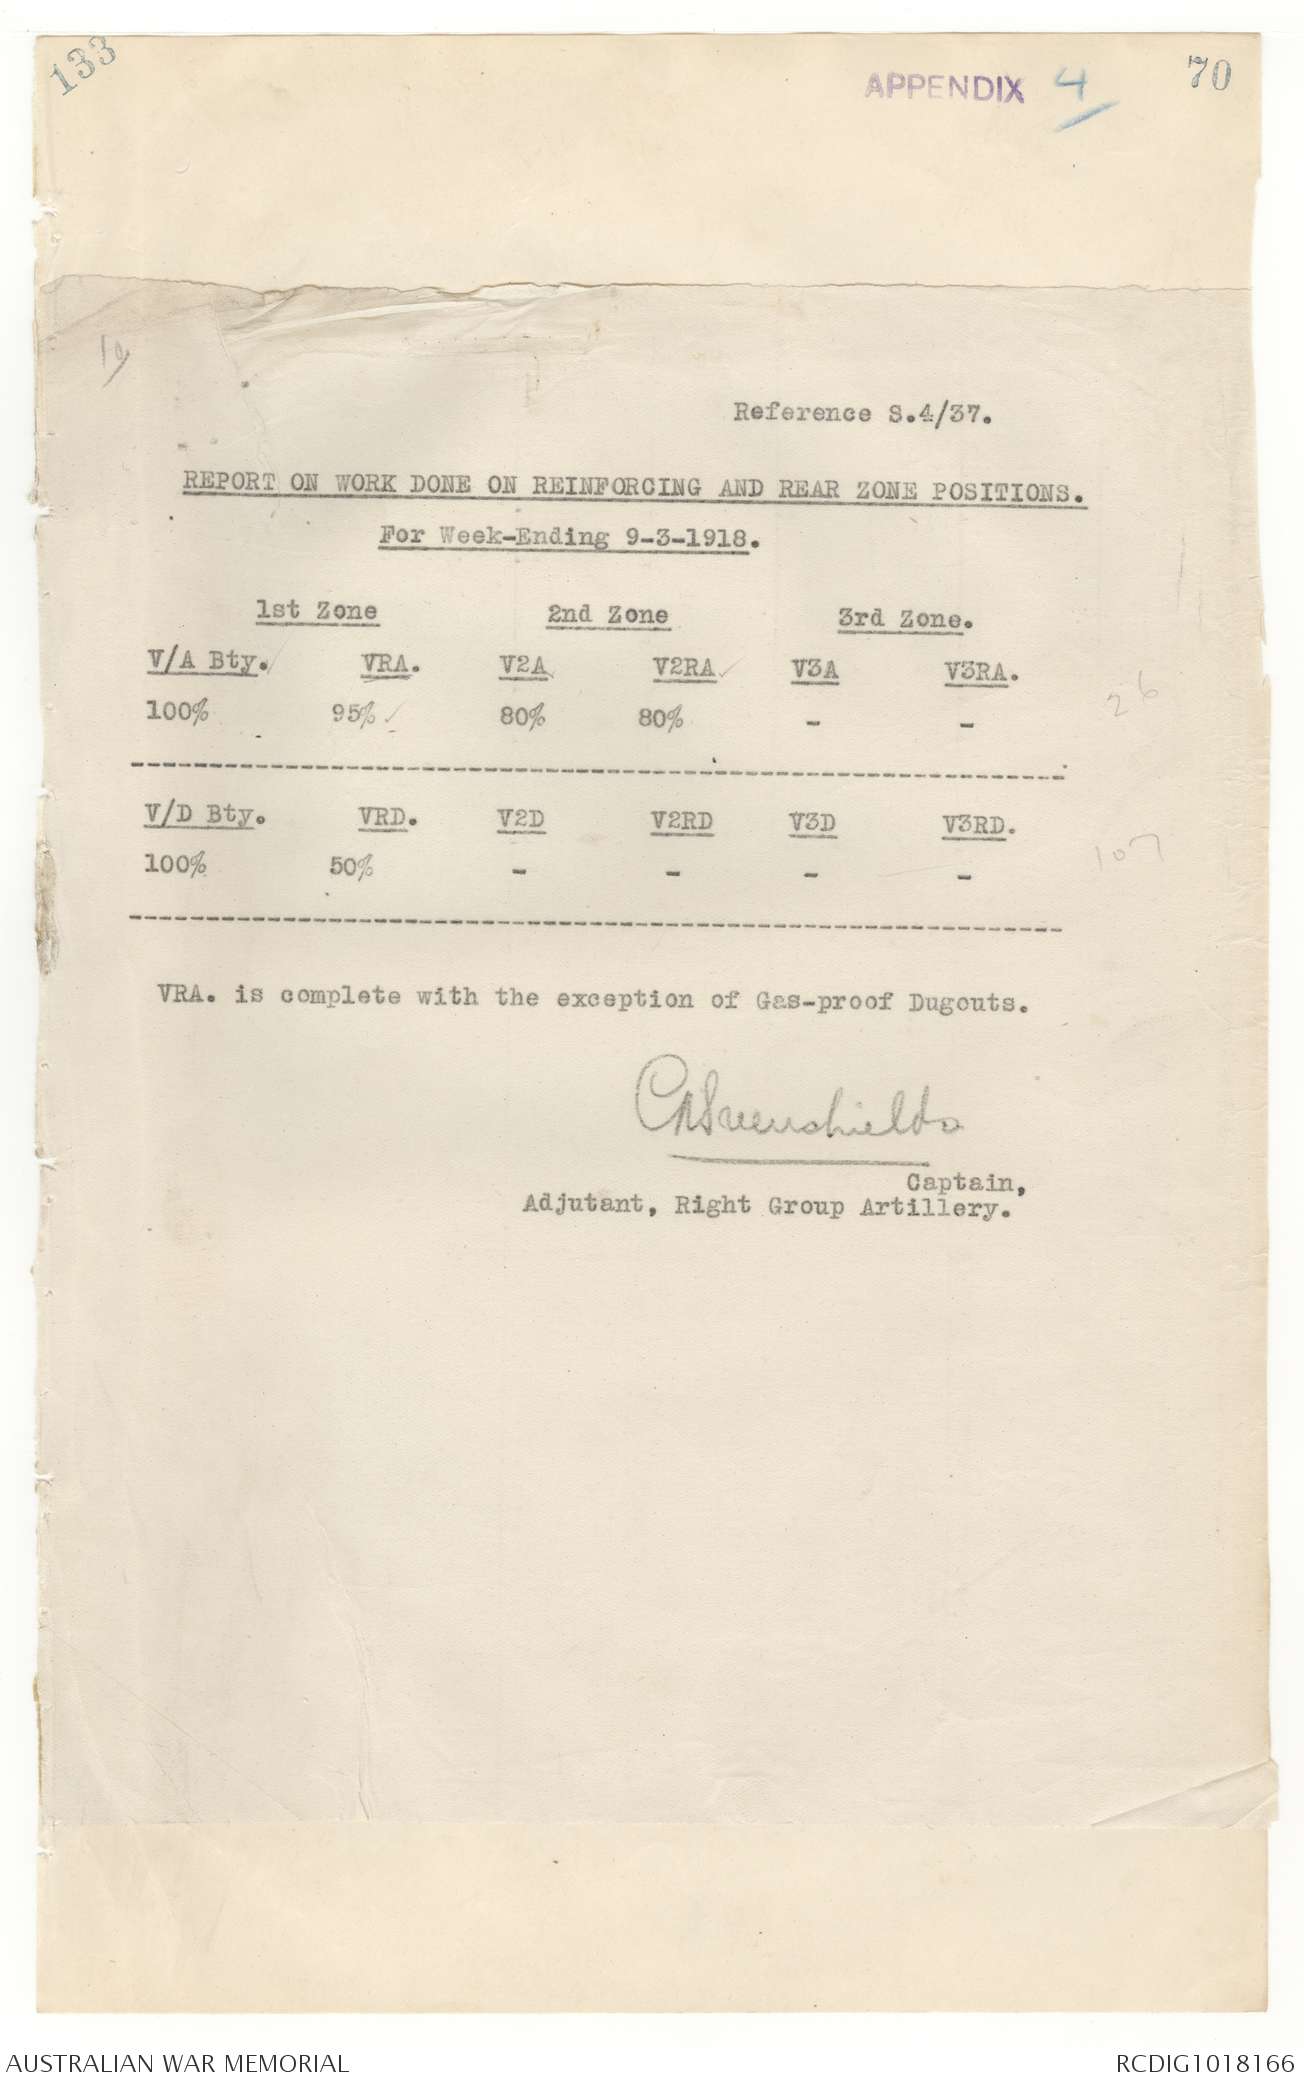 133
APPENDIX 4
70
10
Reference S.4/37.
REPORT ON WORK DONE ON REINFORCING AND REAR ZONE POSITIONS.
For Week-Ending 9-3-1918.
1st Zone 2nd Zone 3rd Zone.
V/A Bty. VRA. V2A V2RA V3A V3RA.
26
100% 95% 80% 80% - -
V/D Bty. VRD. V2D V2RD V3D V3RD.
107
100% 50% - - - -
VRA. is complete with the exception of Gas-proof Dugouts.
Greenshields
Captain,
Adjutant, Right Group Artillery.
AUSTRALIAN WAR MEMORIAL
RCDIG1018166